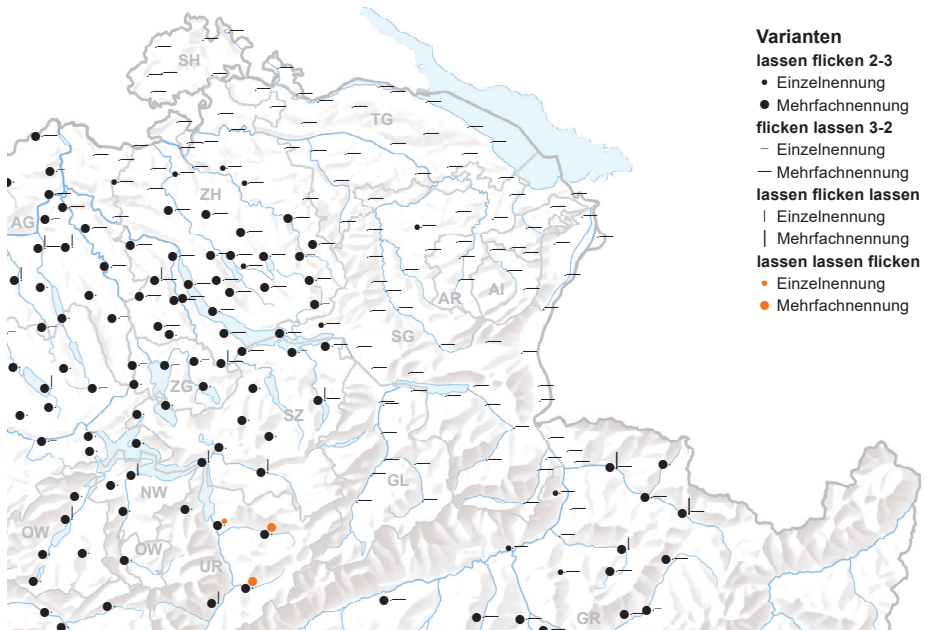 Varianten
lassen flicken 2-3
Einzelnennung
Mehrfachnennung
flicken lassen 3-2
Einzelnennung
Mehrfachnennung
lassen flicken lassen
Einzelnennung
Mehrfachnennung
lassen lassen flicken
Einzelnennung
Mehrfachnennung
SH
TG
ZH
AG
AR
AI
SG
ZG
SZ
GL
NW
OW
OW
UR
GR